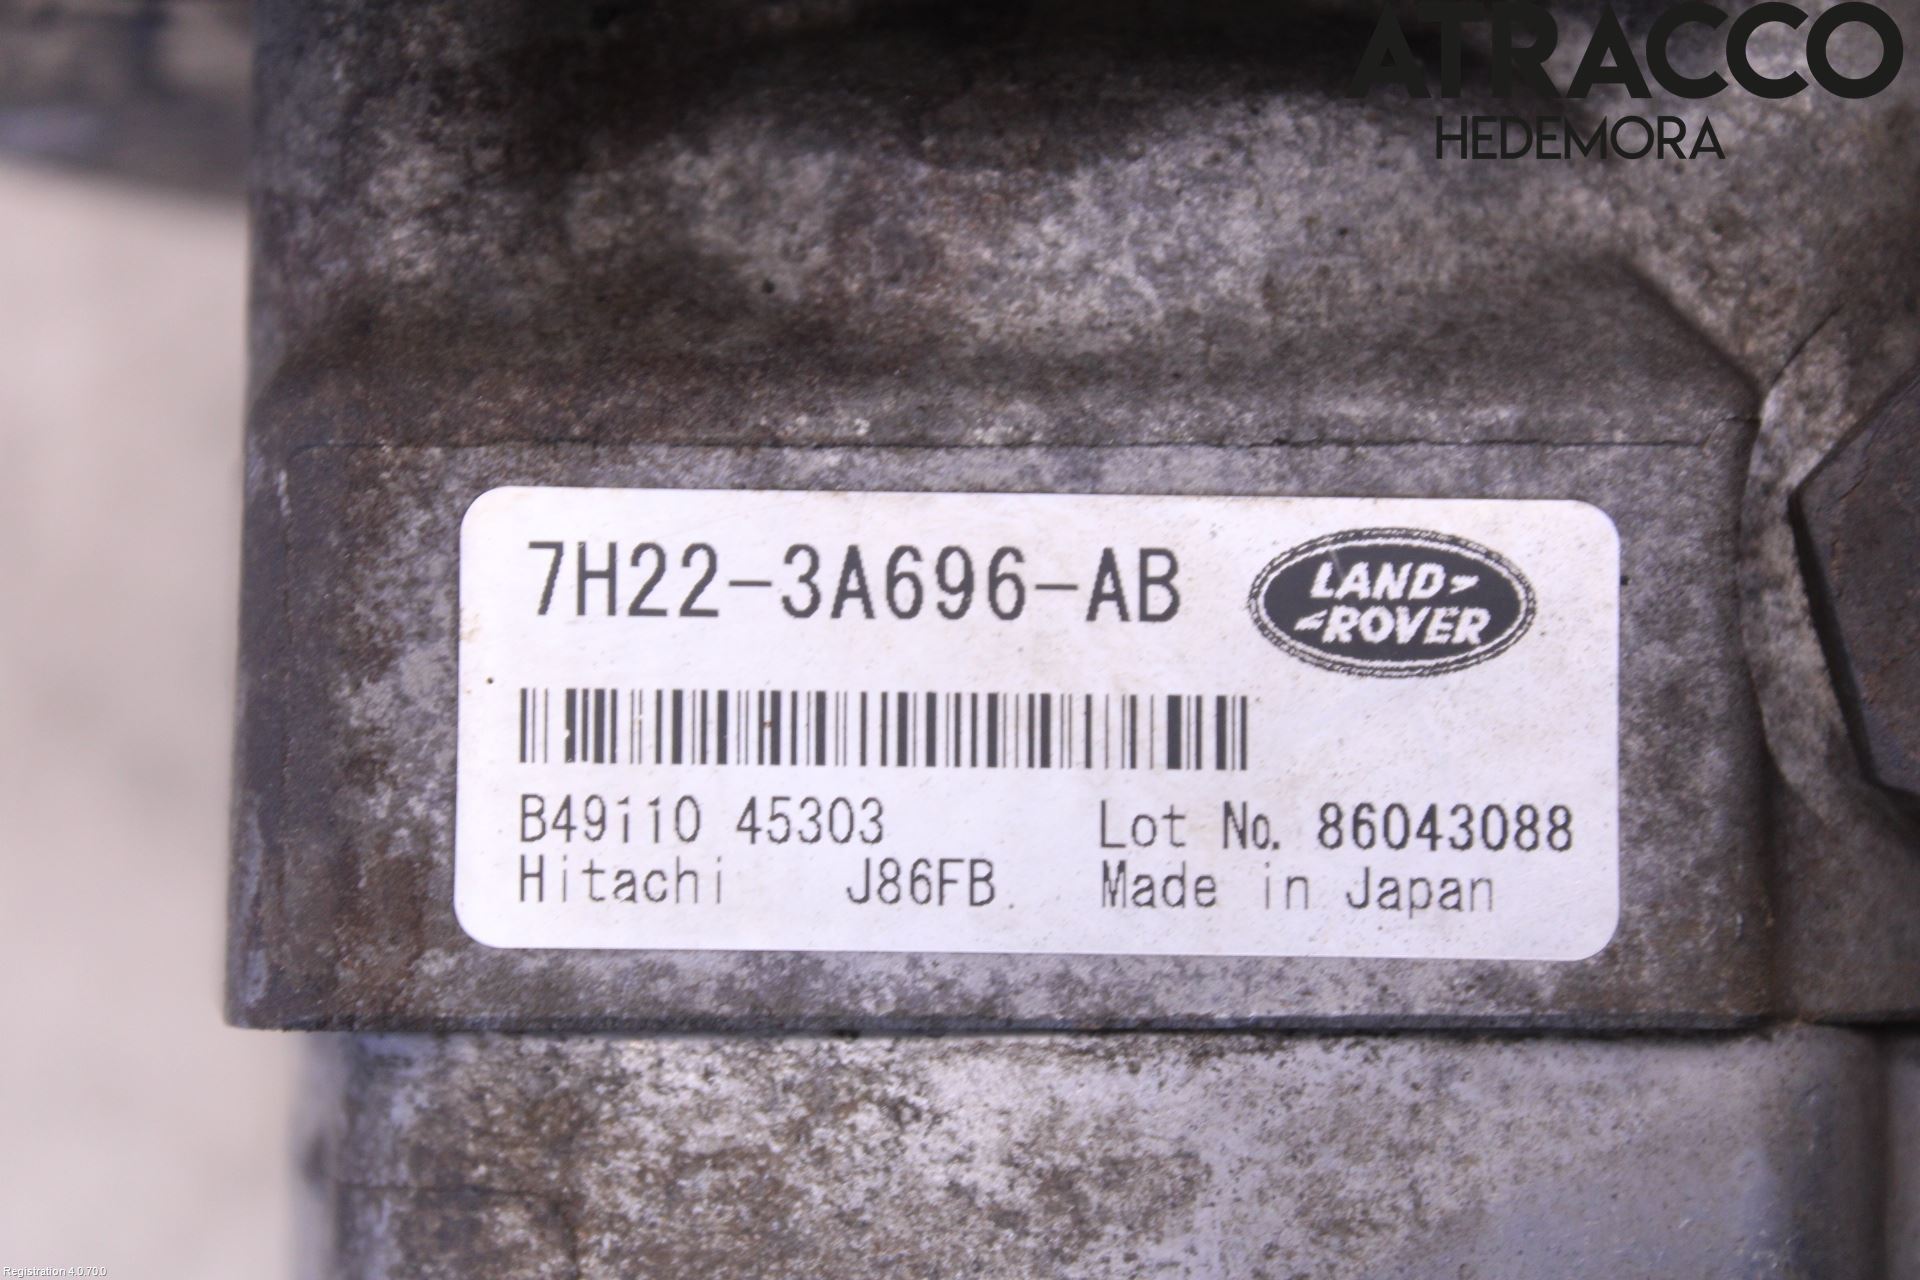 ATRACCO
HEDEMORA
7H22-3A696-AB
LAND
ROVER
B49110 45303 Lot No. 86043088
Hitachi J86FB Made in Japan
Registration 4.0.70.0